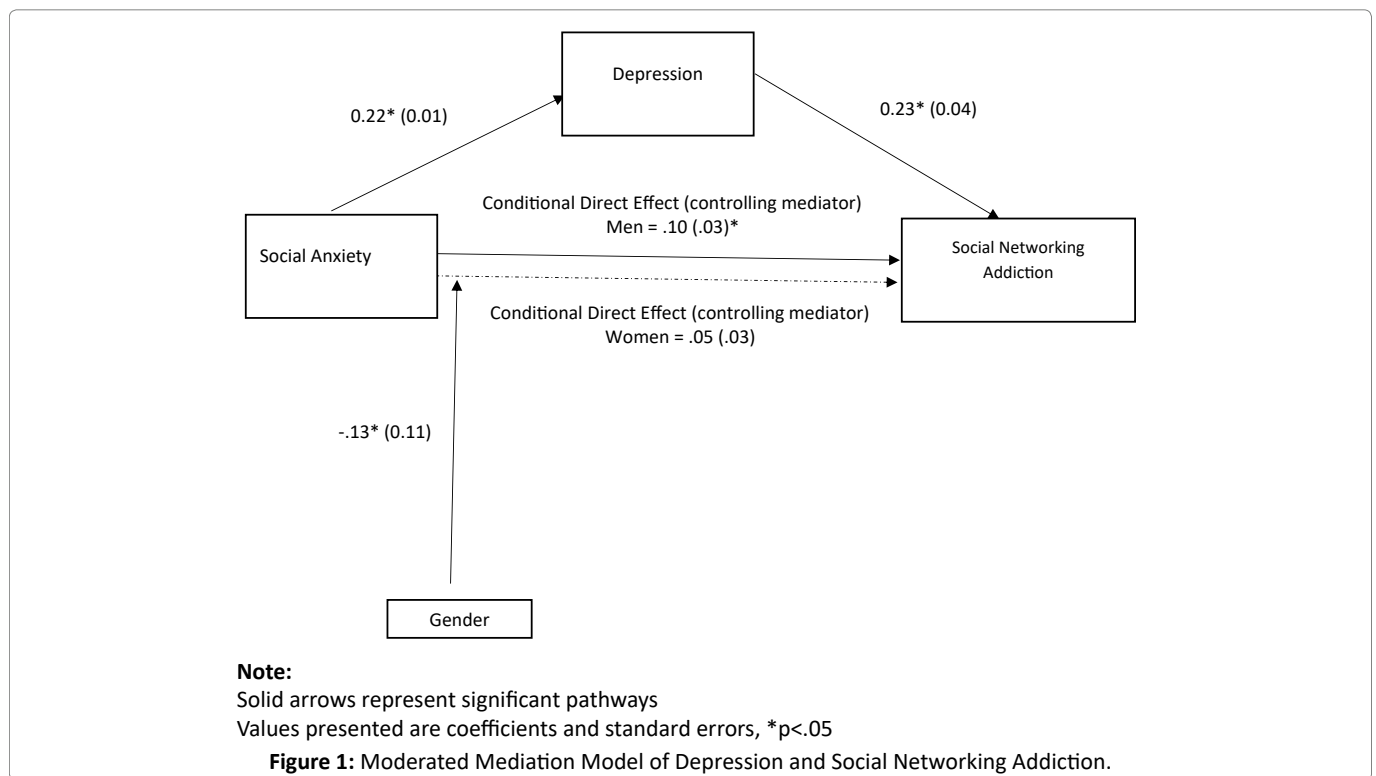 Depression
0.22* (0.01)
0.23* (0.04)
Conditional Direct Effect (controlling mediator)
Men = .10 (.03)*
Social Anxiety
Social Networking
Addiction
Conditional Direct Effect (controlling mediator)
Women = .05 (.03)
-.13* (0.11)
Gender
Note:
Solid arrows represent significant pathways
Values presented are coefficients and standard errors, *p<.05
Figure 1: Moderated Mediation Model of Depression and Social Networking Addiction.